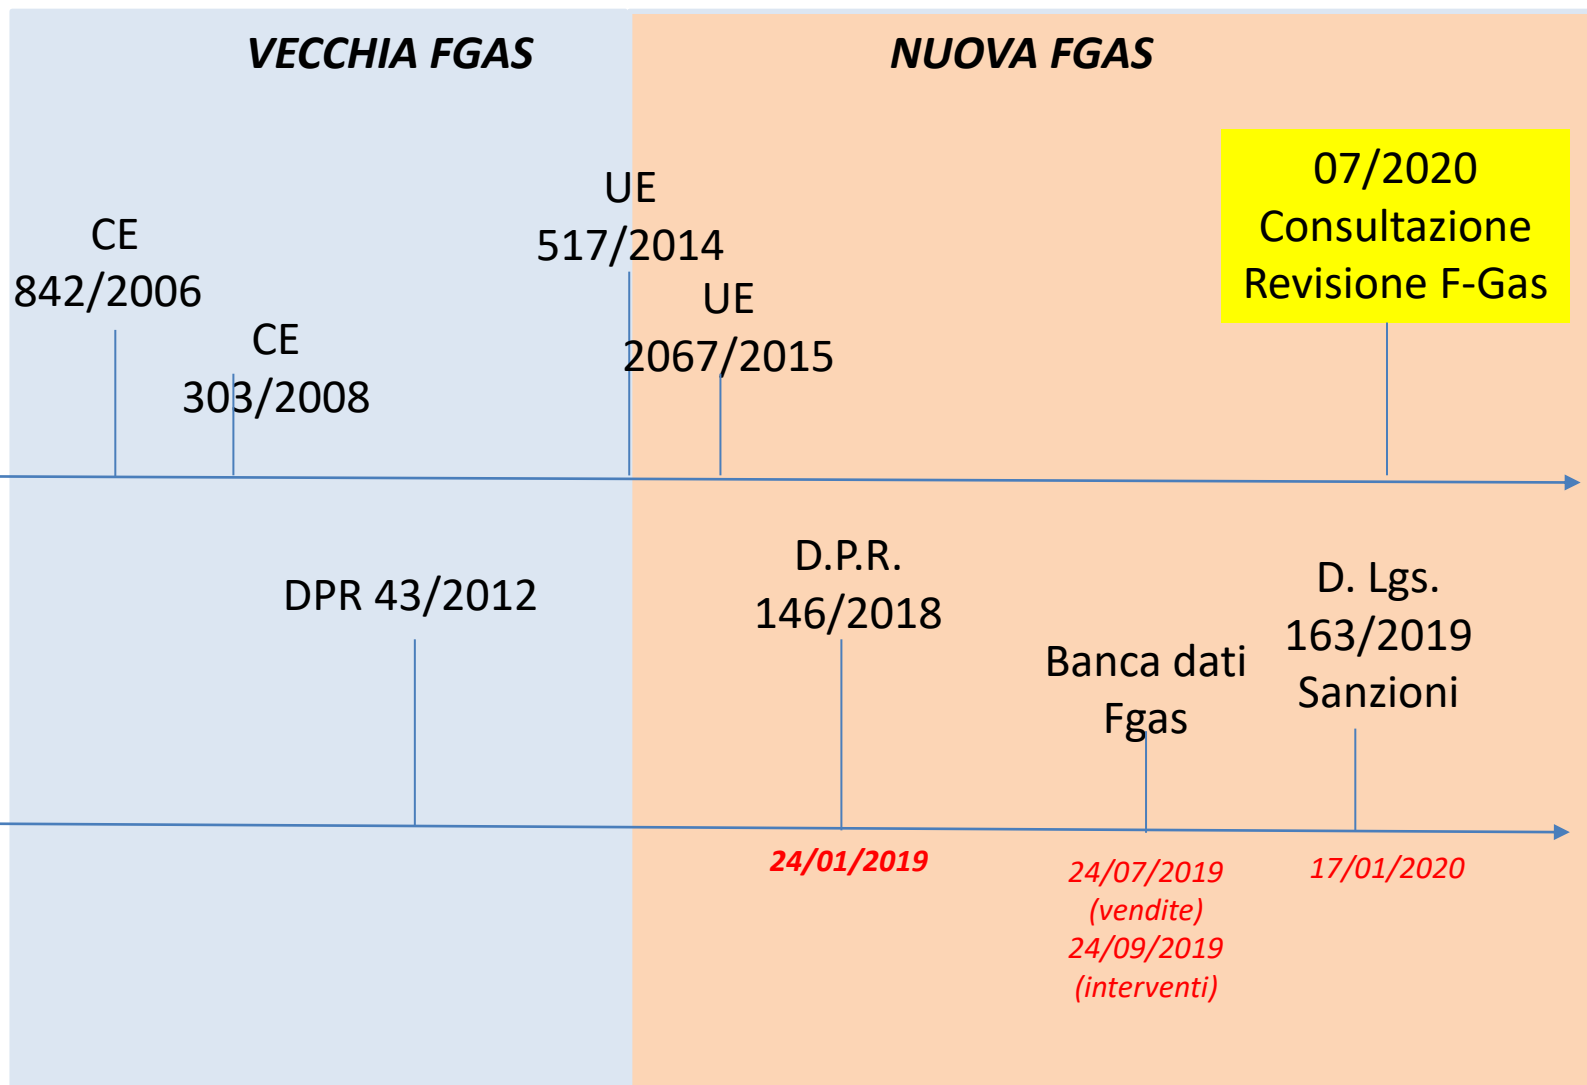 VECCHIA FGAS
NUOVA FGAS
CE
842/2006
CE
303/2008
UE
517/2014
UE
2067/2015
07/2020
Consultazione
Revisione F-Gas
DPR 43/2012
D.P.R.
146/2018
Banca dati
Fgas
D. Lgs.
163/2019
Sanzioni
24/01/2019
24/07/2019
(vendite)
24/09/2019
(interventi)
17/01/2020